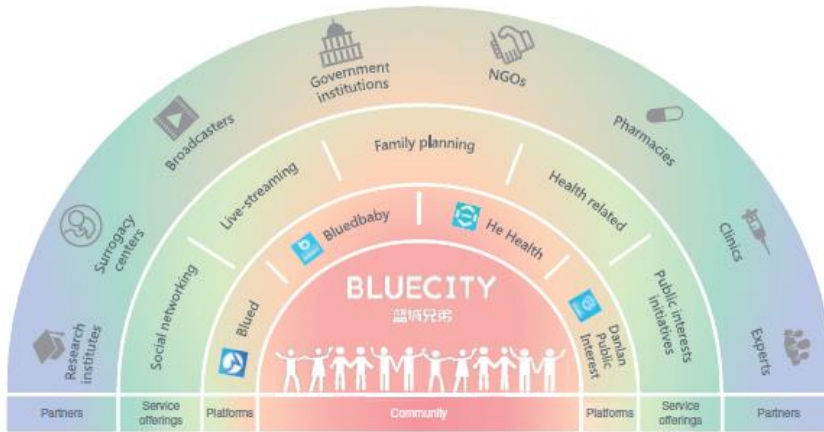 Government
institutions
NGOs
Broadcasters
Pharmacies
Surrogacy
centers
Clinics
Research
institutes
Experts
Family planning
Live-streaming
Health related
Social networking
Public interests
initiatives
Bluedbaby
He Health
Blued
Danlan
Public
Interest
BLUECITY
蓝城兄弟
Partners
Service
offerings
Platforms
Community
Platforms
Service
offerings
Partners